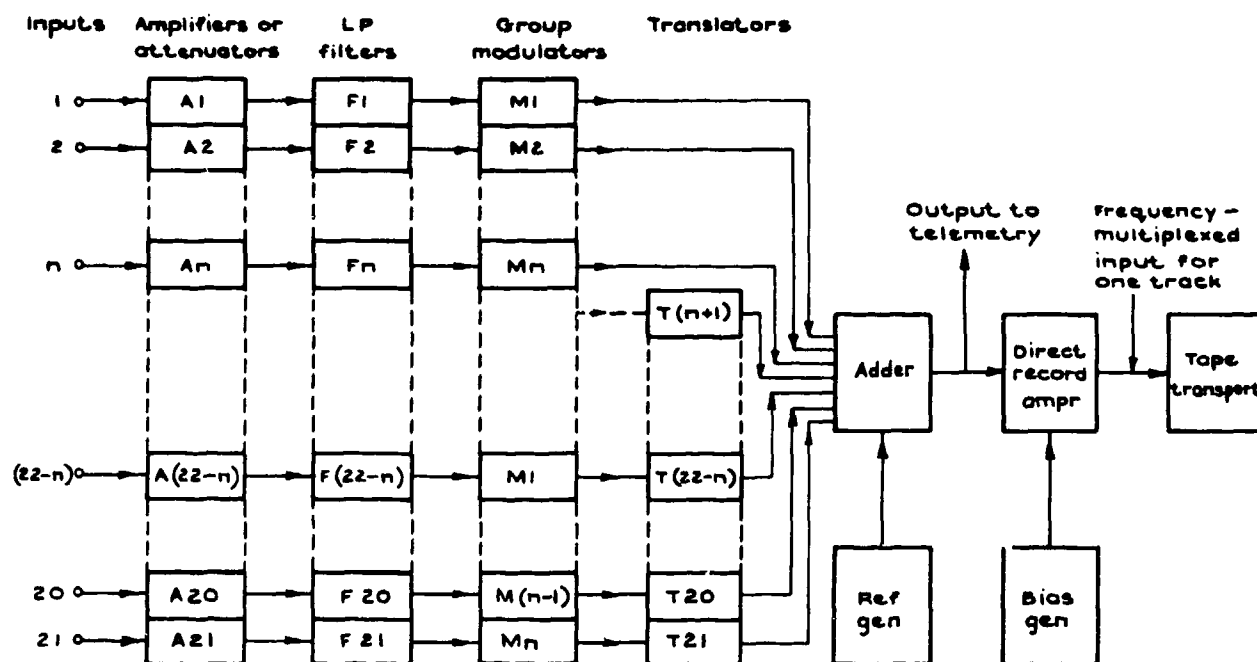 Inputs
Amplifiers or
attenuators
LP
filters
Group
modulators
Translators
1
A1
F1
M1
2
A2
F2
M2
n
An
Fn
Mn
T(n+1)
(22-n)
A(22-n)
F(22-n)
M1
T(22-n)
20
A20
F20
M(n-1)
T20
21
A21
F21
Mn
T21
Output to
telemetry
Frequency-
multiplexed
input for
one track
Adder
Direct
record
ampr
Tape
transport
Ref
gen
Bias
gen